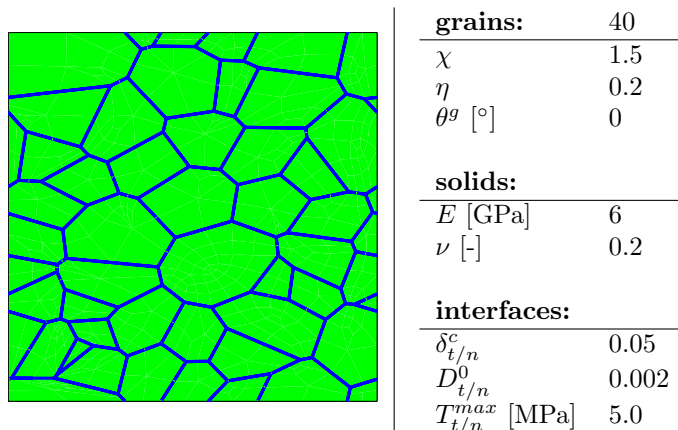 grains: 40
χ 1.5
η 0.2
θ^g [°] 0
solids:
E [GPa] 6
ν [-] 0.2
interfaces:
δ^c_{t/n} 0.05
D^0_{t/n} 0.002
T^{max}_{t/n} [MPa] 5.0